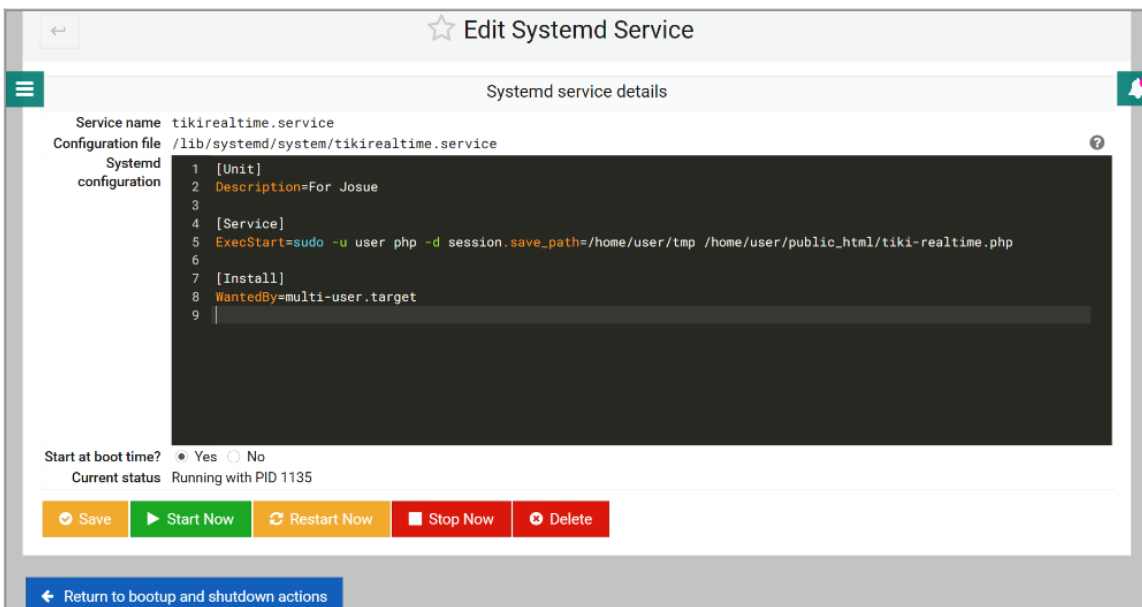 Edit Systemd Service
Systemd service details
Service name tikirealtime.service
Configuration file /lib/systemd/system/tikirealtime.service
Systemd
configuration
1 [Unit]
2 Description=For Josue
3
4 [Service]
5 ExecStart=sudo -u user php -d session.save_path=/home/user/tmp /home/user/public_html/tiki-realtime.php
6
7 [Install]
8 WantedBy=multi-user.target
9
Start at boot time? Yes No
Current status Running with PID 1135
Save Start Now Restart Now Stop Now Delete
Return to bootup and shutdown actions